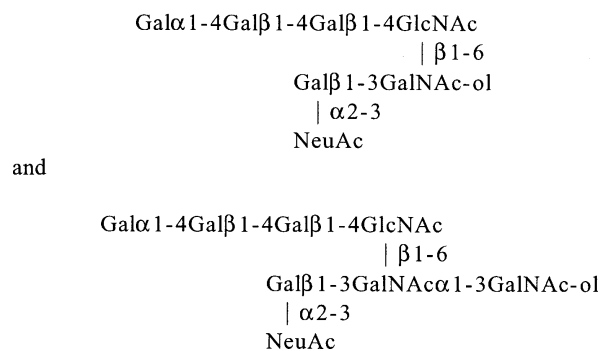 Galα1-4Galβ1-4Galβ1-4GlcNAc
| β1-6
Galβ1-3GalNAc-ol
| α2-3
NeuAc
and
Galα1-4Galβ1-4Galβ1-4GlcNAc
| β1-6
Galβ1-3GalNAcα1-3GalNAc-ol
| α2-3
NeuAc